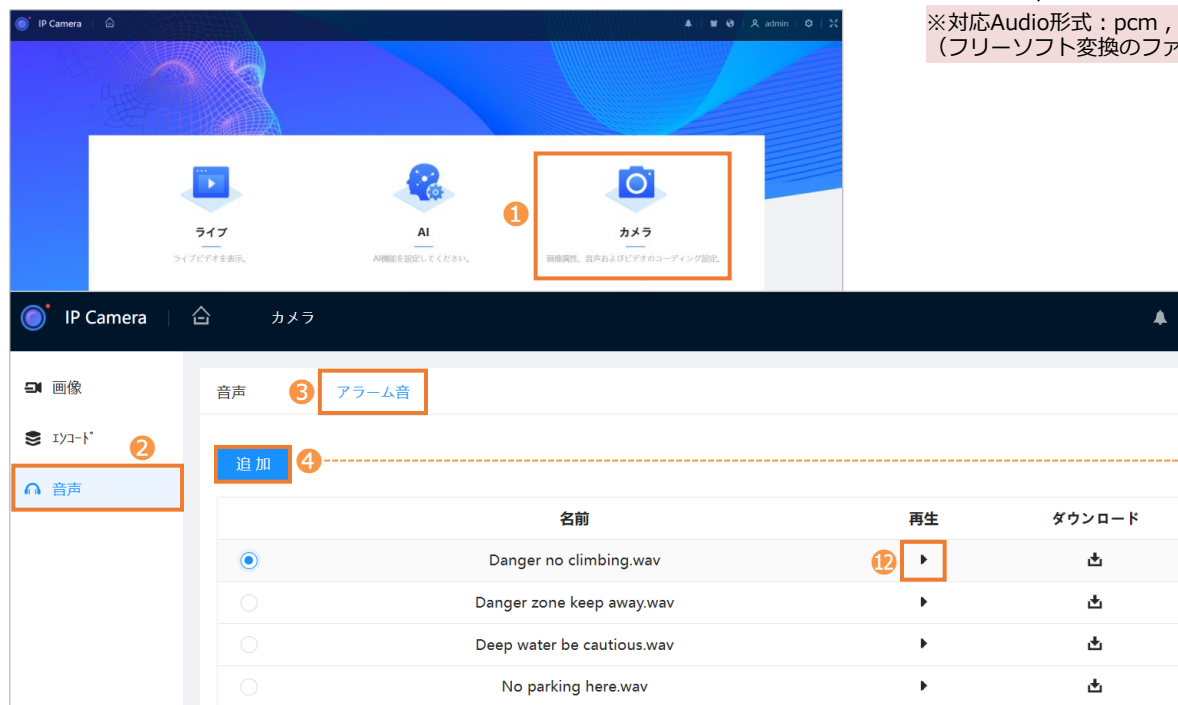 ※対応Audio形式：pcm，
（フリーソフト変換のファ
IP Camera
admin
1
ライブ
ライブビデオを表示。
AI
AI機能を設定してください。
カメラ
画像属性、音声およびビデオのコーディング設定。
IP Camera
カメラ
画像
ｴﾝｺｰﾄﾞ
2
音声
音声
3
アラーム音
追加
4
名前 再生 ダウンロード
Danger no climbing.wav
12
Danger zone keep away.wav
Deep water be cautious.wav
No parking here.wav